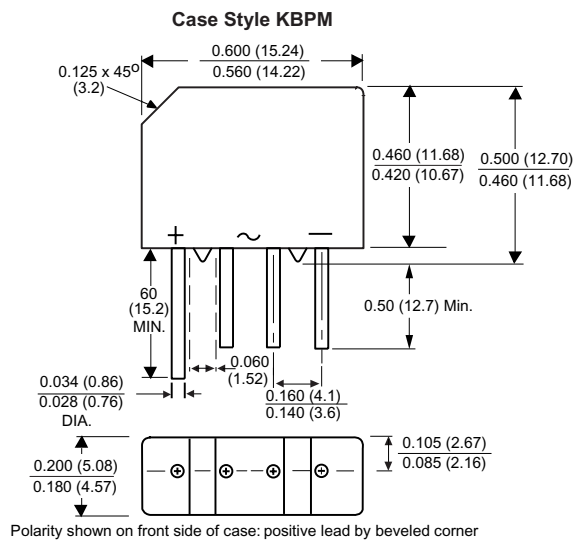 Case Style KBPM
0.600 (15.24)
0.560 (14.22)
0.125 x 45°
(3.2)
0.460 (11.68)
0.420 (10.67)
0.500 (12.70)
0.460 (11.68)
+ ~ —
60
(15.2)
MIN.
0.50 (12.7) Min.
0.060
(1.52)
0.034 (0.86)
0.028 (0.76)
DIA.
0.160 (4.1)
0.140 (3.6)
0.200 (5.08)
0.180 (4.57)
0.105 (2.67)
0.085 (2.16)
Polarity shown on front side of case: positive lead by beveled corner